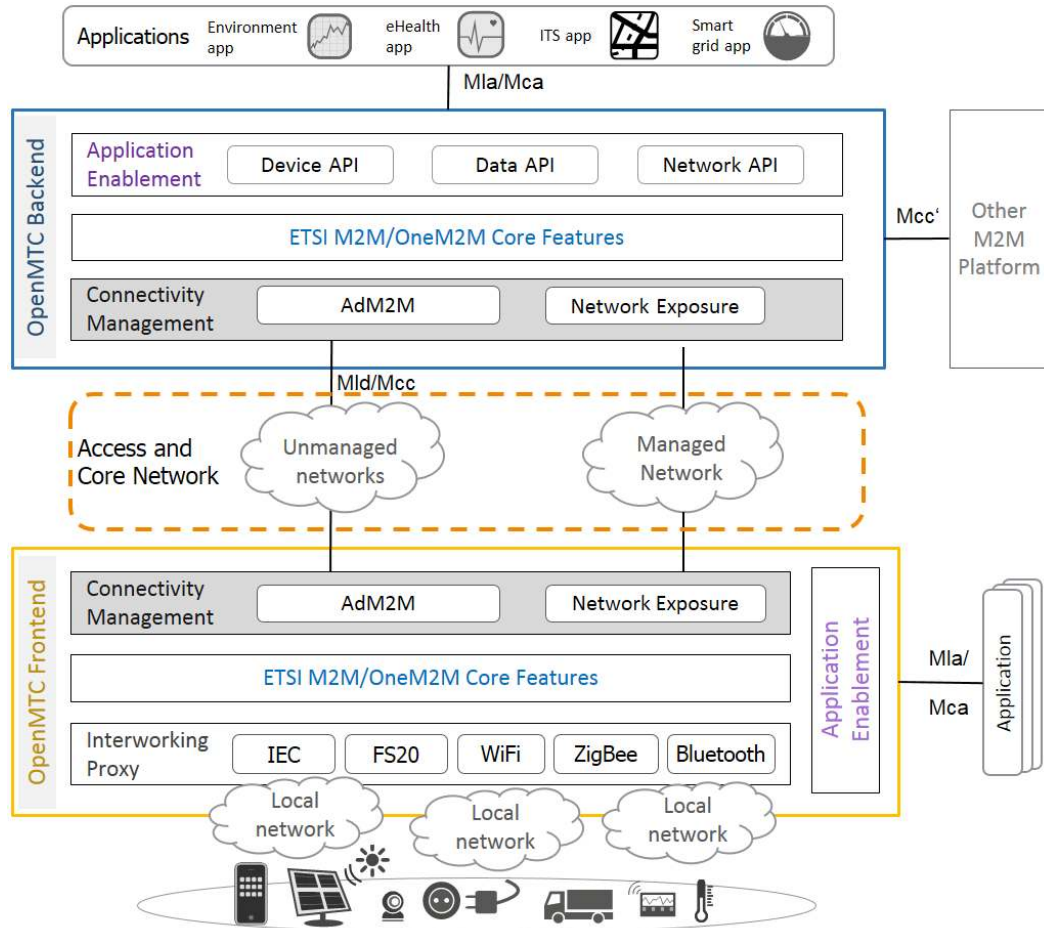 Applications
Environment
app
eHealth
app
ITS app
Smart
grid app
MIa/Mca
OpenMTC Backend
Application
Enablement
Device API
Data API
Network API
ETSI M2M/OneM2M Core Features
Connectivity
Management
AdM2M
Network Exposure
Mcc‘
Other
M2M
Platform
MId/Mcc
Access and
Core Network
Unmanaged
networks
Managed
Network
OpenMTC Frontend
Connectivity
Management
AdM2M
Network Exposure
ETSI M2M/OneM2M Core Features
Interworking
Proxy
IEC
FS20
WiFi
ZigBee
Bluetooth
Application
Enablement
MIa/
Mca
Application
Local
network
Local
network
Local
network